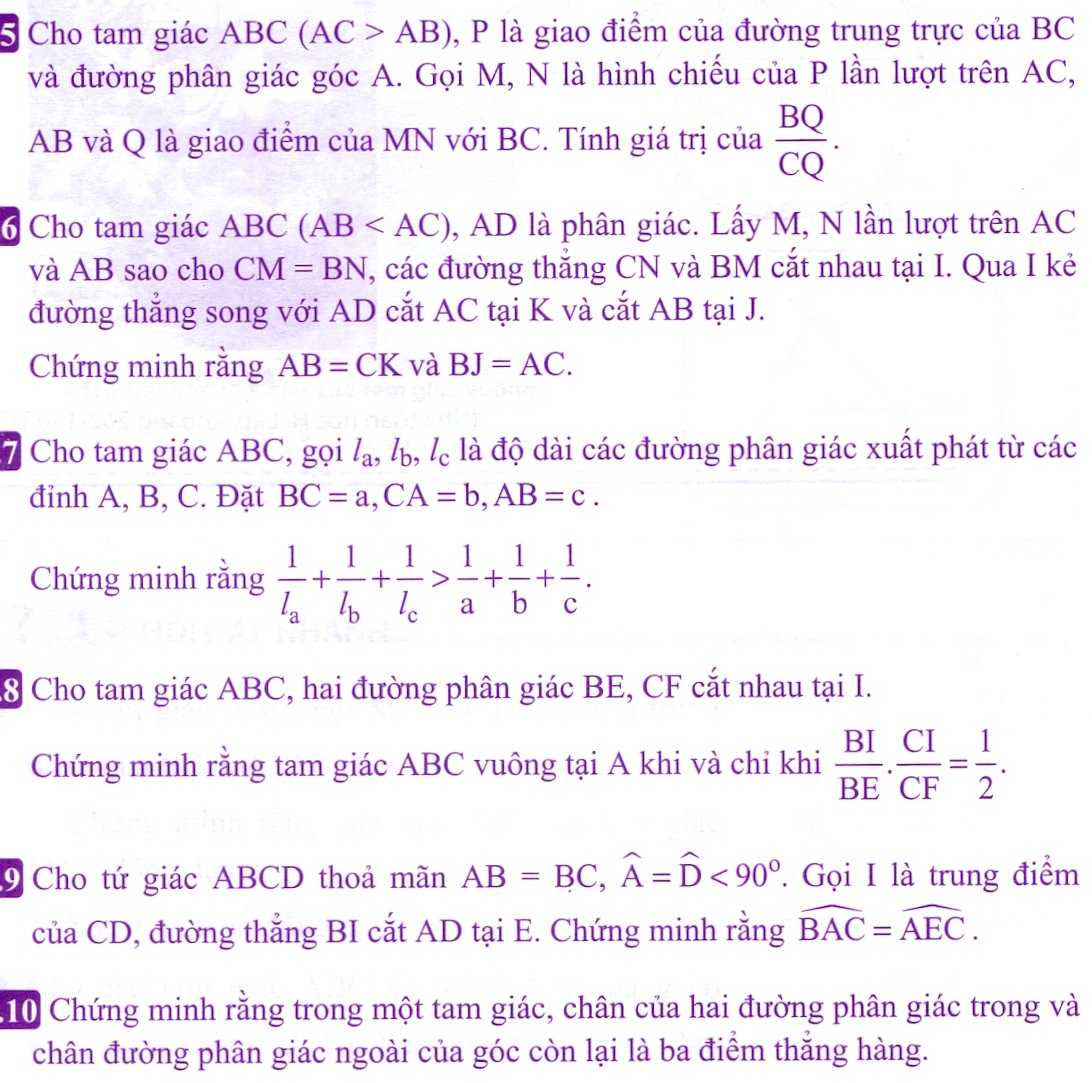 5 Cho tam giác ABC (AC > AB), P là giao điểm của đường trung trực của BC
và đường phân giác góc A. Gọi M, N là hình chiếu của P lần lượt trên AC,
AB và Q là giao điểm của MN với BC. Tính giá trị của BQ/CQ.
6 Cho tam giác ABC (AB < AC), AD là phân giác. Lấy M, N lần lượt trên AC
và AB sao cho CM = BN, các đường thẳng CN và BM cắt nhau tại I. Qua I kẻ
đường thẳng song với AD cắt AC tại K và cắt AB tại J.
Chứng minh rằng AB = CK và BJ = AC.
.7 Cho tam giác ABC, gọi lₐ, l_b, l_c là độ dài các đường phân giác xuất phát từ các
đỉnh A, B, C. Đặt BC = a, CA = b, AB = c .
Chứng minh rằng 1/lₐ + 1/l_b + 1/l_c > 1/a + 1/b + 1/c.
.8 Cho tam giác ABC, hai đường phân giác BE, CF cắt nhau tại I.
Chứng minh rằng tam giác ABC vuông tại A khi và chỉ khi BI/BE . CI/CF = 1/2.
.9 Cho tứ giác ABCD thoả mãn AB = BC, Â = D̂ < 90°. Gọi I là trung điểm
của CD, đường thẳng BI cắt AD tại E. Chứng minh rằng BAC = AEC .
.10 Chứng minh rằng trong một tam giác, chân của hai đường phân giác trong và
chân đường phân giác ngoài của góc còn lại là ba điểm thẳng hàng.